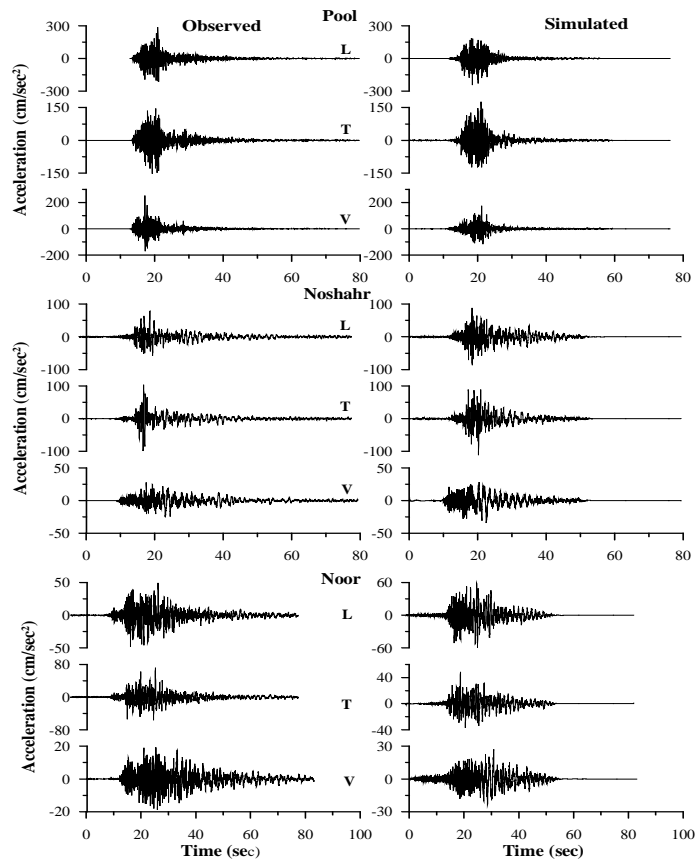 Pool
Observed Simulated
Acceleration (cm/sec²)
300 300
L
0 0
-300 -300
150 150
T
0 0
-150 -150
200 200
V
0 0
-200 -200
0 20 40 60 80 0 20 40 60 80
Noshahr
Acceleration (cm/sec²)
100 100
L
0 0
-100 -100
100 100
T
0 0
-100 -100
50 50
V
0 0
-50 -50
0 20 40 60 80 0 20 40 60 80
Noor
Acceleration (cm/sec²)
50 60
L
0 0
-50 -60
80 80
T
0 0
-80 -40
20 30
V
0 0
-20 -30
0 20 40 60 80 100 0 20 40 60 80 100
Time (sec) Time (sec)